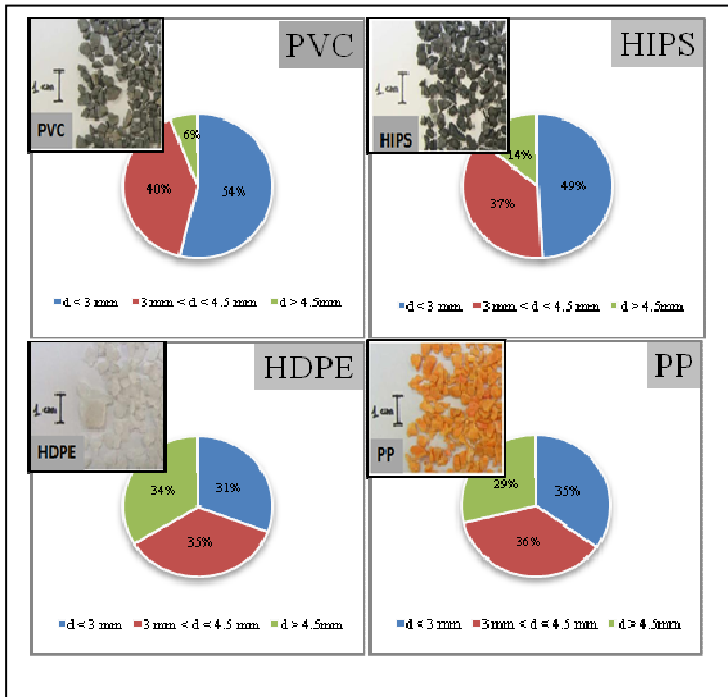 PVC
1 cm
PVC
6%
40%
54%
d < 3 mm 3 mm < d < 4.5 mm d > 4.5mm
HIPS
1 cm
HIPS
14%
49%
37%
d < 3 mm 3 mm < d < 4.5 mm d > 4.5mm
HDPE
1 cm
HDPE
34%
31%
35%
d < 3 mm 3 mm < d < 4.5 mm d > 4.5mm
PP
1 cm
PP
29%
35%
36%
d < 3 mm 3 mm < d < 4.5 mm d > 4.5mm